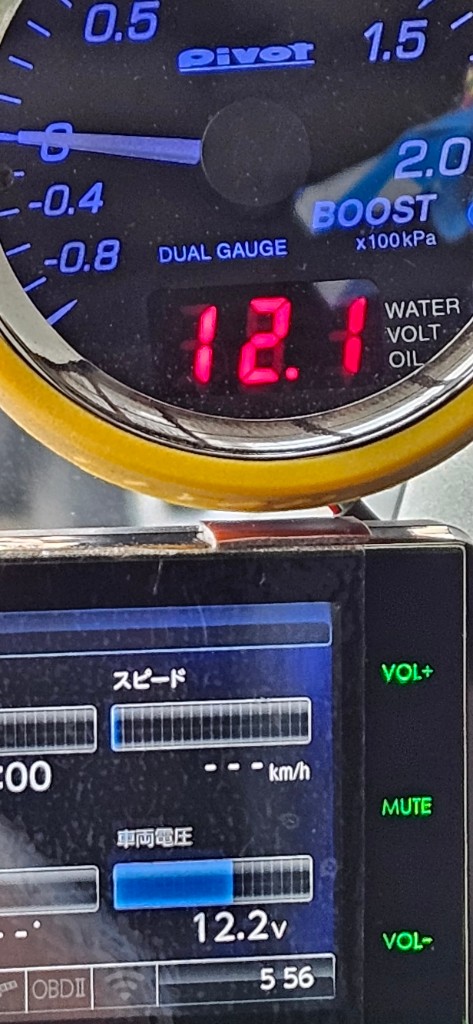 0.5
Pivot
1.5
0
2.0
-0.4
BOOST
x100kPa
-0.8
DUAL GAUGE
12.1
WATER
VOLT
OIL
スピード
VOL+
:00
--- km/h
MUTE
車両電圧
12.2v
VOL-
OBDII
5 56